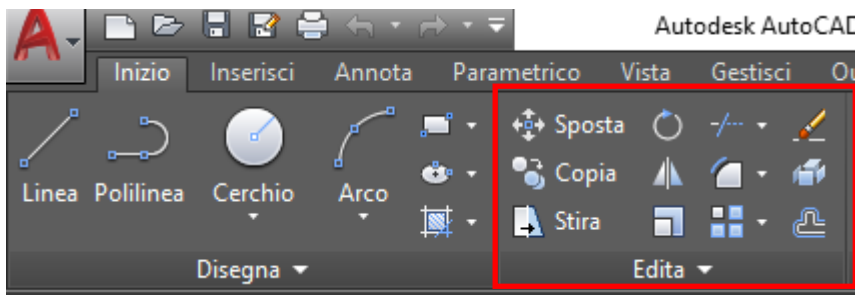 Autodesk AutoCAD
Inizio Inserisci Annota Parametrico Vista Gestisci
Linea Polilinea Cerchio Arco
Sposta
Copia
Stira
Disegna Edita